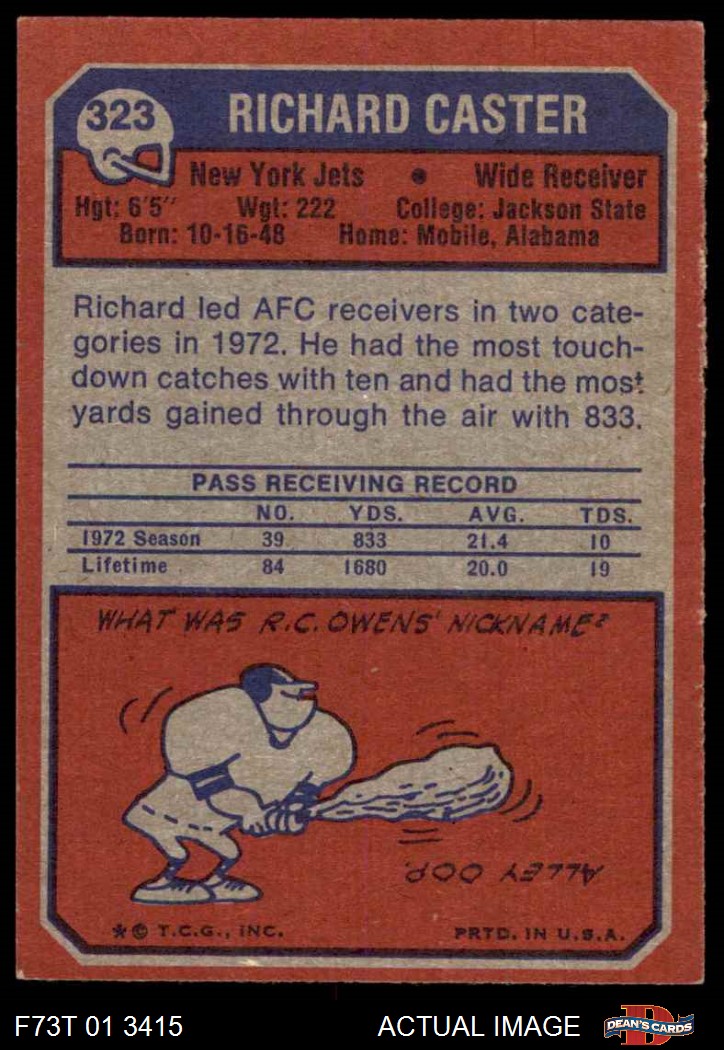 323
RICHARD CASTER
New York Jets • Wide Receiver
Hgt: 6'5" Wgt: 222 College: Jackson State
Born: 10-16-48 Home: Mobile, Alabama
Richard led AFC receivers in two cate-
gories in 1972. He had the most touch-
down catches with ten and had the most
yards gained through the air with 833.
PASS RECEIVING RECORD
NO. YDS. AVG. TDS.
1972 Season 39 833 21.4 10
Lifetime 84 1680 20.0 19
WHAT WAS R.C. OWENS' NICKNAME?
ALLEY OOP.
*© T.C.G., INC. PRTD. IN U.S.A.
F73T 01 3415 ACTUAL IMAGE
D
DEAN'S CARDS